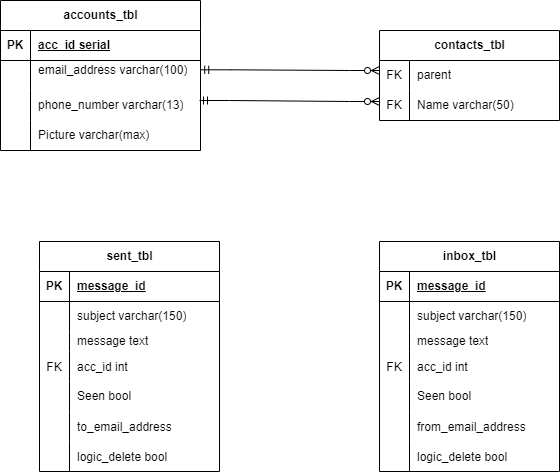 accounts_tbl
PK acc_id serial
email_address varchar(100)
phone_number varchar(13)
Picture varchar(max)
contacts_tbl
FK parent
FK Name varchar(50)
sent_tbl
PK message_id
subject varchar(150)
message text
FK acc_id int
Seen bool
to_email_address
logic_delete bool
inbox_tbl
PK message_id
subject varchar(150)
message text
FK acc_id int
Seen bool
from_email_address
logic_delete bool